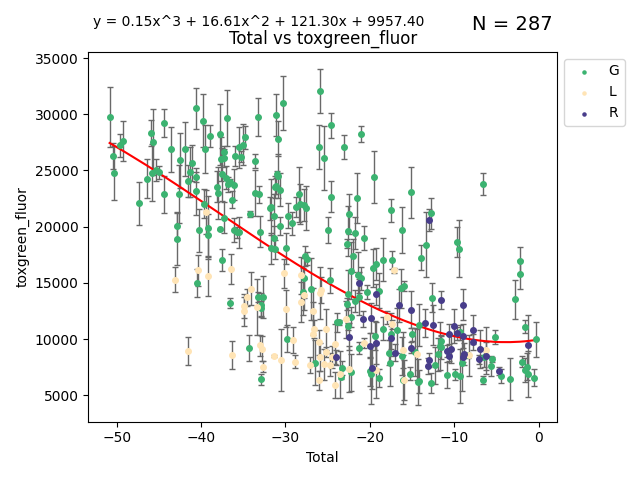 y = 0.15x^3 + 16.61x^2 + 121.30x + 9957.40
N = 287
Total vs toxgreen_fluor
35000
30000
25000
20000
15000
10000
5000
toxgreen_fluor
−50
−40
−30
−20
−10
0
Total
G
L
R